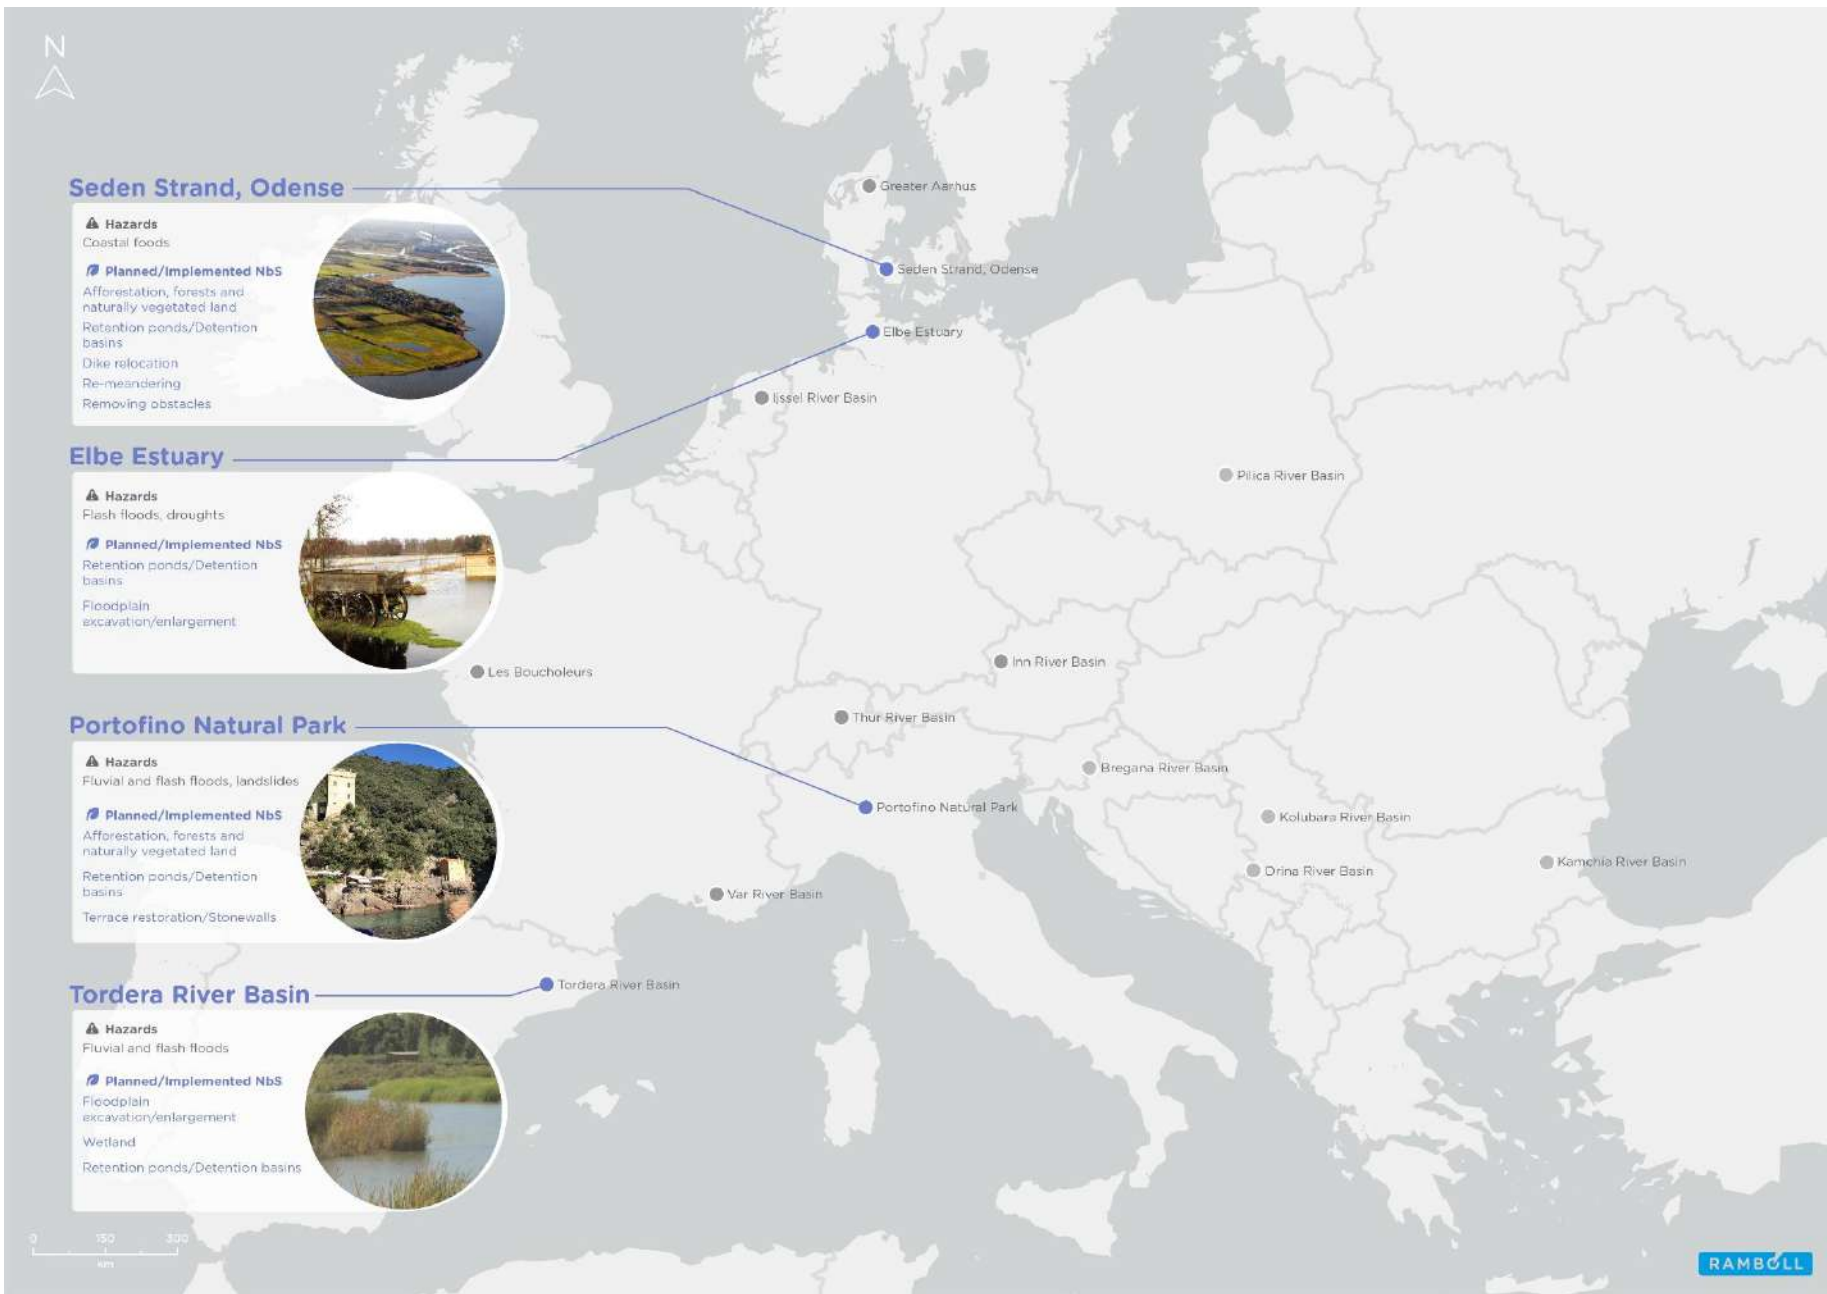 N
Seden Strand, Odense
Hazards
Coastal foods
Planned/Implemented NbS
Afforestation, forests and
naturally vegetated land
Retention ponds/Detention
basins
Dike relocation
Re-meandering
Removing obstacles
Elbe Estuary
Hazards
Flash floods, droughts
Planned/Implemented NbS
Retention ponds/Detention
basins
Floodplain
excavation/enlargement
Portofino Natural Park
Hazards
Fluvial and flash floods, landslides
Planned/Implemented NbS
Afforestation, forests and
naturally vegetated land
Retention ponds/Detention
basins
Terrace restoration/Stonewalls
Tordera River Basin
Hazards
Fluvial and flash floods
Planned/Implemented NbS
Floodplain
excavation/enlargement
Wetland
Retention ponds/Detention basins
Greater Aarhus
Seden Strand, Odense
Elbe Estuary
Ijssel River Basin
Pilica River Basin
Les Boucholeurs
Inn River Basin
Thur River Basin
Bregana River Basin
Portofino Natural Park
Kolubara River Basin
Kamchia River Basin
Drina River Basin
Var River Basin
Tordera River Basin
0 150 300
km
RAMBOLL